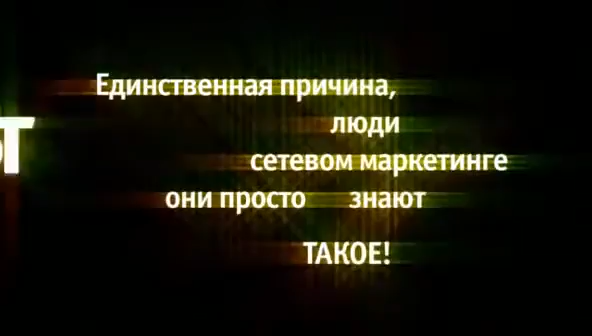 Единственная причина,
люди
сетевом маркетинге
они просто знают
ТАКОЕ!